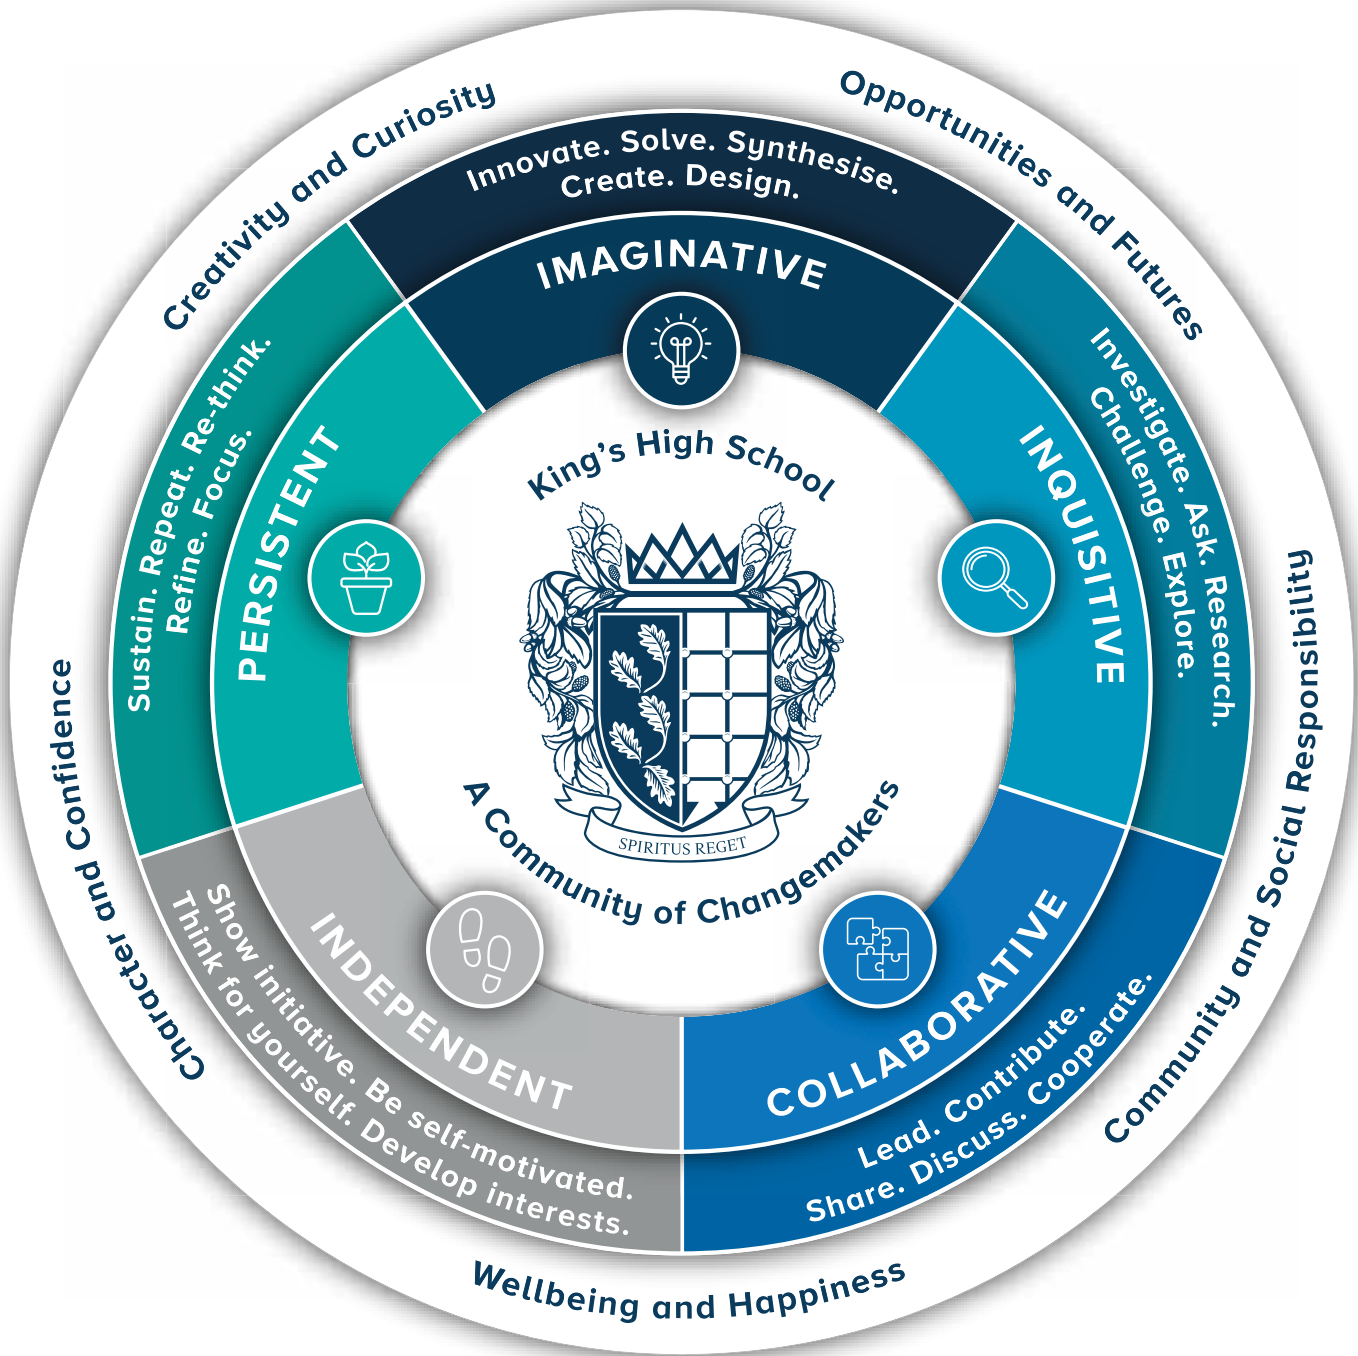 Creativity and Curiosity
Opportunities and Futures
Community and Social Responsibility
Wellbeing and Happiness
Character and Confidence
Innovate. Solve. Synthesise.
Create. Design.
IMAGINATIVE
Investigate. Ask. Research.
Challenge. Explore.
INQUISITIVE
Lead. Contribute.
Share. Discuss. Cooperate.
COLLABORATIVE
Show initiative. Be self-motivated.
Think for yourself. Develop interests.
INDEPENDENT
Sustain. Repeat. Re-think.
Refine. Focus.
PERSISTENT
King’s High School
SPIRITUS REGET
A Community of Changemakers